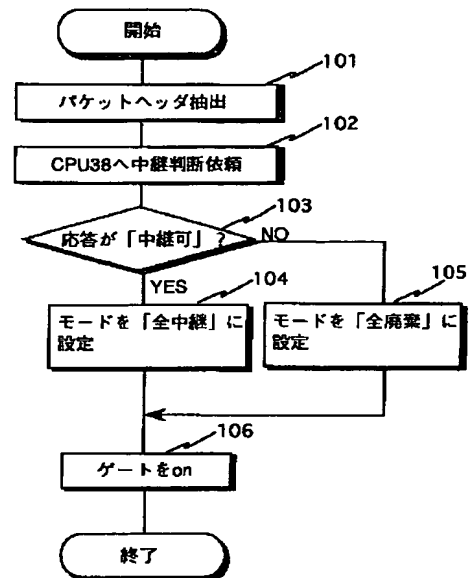 開始
101
パケットヘッダ抽出
102
CPU38へ中継判断依頼
103
応答が「中継可」?
NO
YES
104
モードを「全中継」に
設定
105
モードを「全廃棄」に
設定
106
ゲートをon
終了